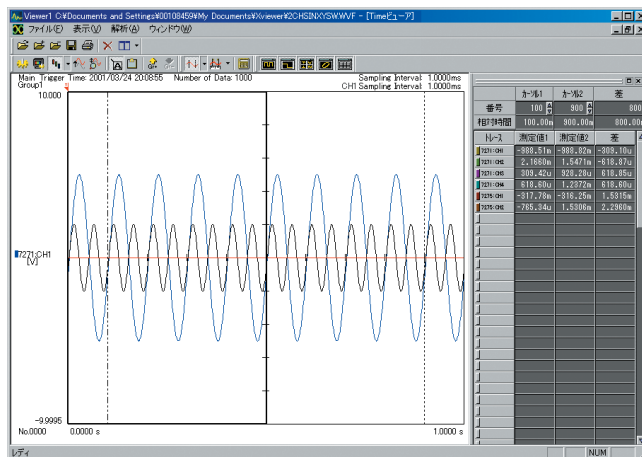 Viewer1 C:¥Documents and Settings¥00108459¥My Documents¥Xviewer¥2CHSINXYSW.WVF - [Timeビューア]
ファイル(F) 表示(V) 解析(A) ウィンドウ(W)
Main Trigger Time: 2001/03/24 20:08:55 Number of Data: 1000 Sampling Interval: 1.0000ms
Group1 CH1 Sampling Interval: 1.0000ms
10.000
7271:CH1
[V]
-9.9995
No.0000 0.0000 s 1.0000 s
カーソル1 カーソル2 差
番号 100 900 800
相対時間 100.00m 900.00m 800.00m
トレース 測定値1 測定値2 差
7271:CH1 -988.51m -988.82m -309.10u
7271:CH2 2.1660m 1.5471m -618.87u
7271:CH3 309.42u 928.28u 618.85u
7271:CH4 618.60u 1.2372m 618.60u
7275:CH1 -317.78m -316.25m 1.5315m
7275:CH2 -765.34u 1.5306m 2.2960m
レディ NUM